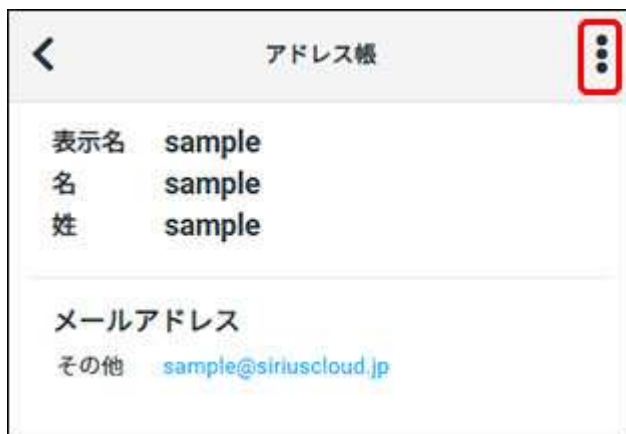 アドレス帳
表示名 sample
名 sample
姓 sample
メールアドレス
その他 sample@siriuscloud.jp